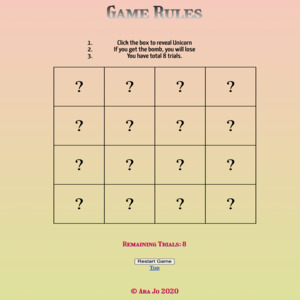 Game Rules
1. Click the box to reveal Unicorn
2. If you get the bomb, you will lose
3. You have total 8 trials.
? ? ? ?
? ? ? ?
? ? ? ?
? ? ? ?
Remaining Trials: 8
Restart Game
Top
© Ara Jo 2020